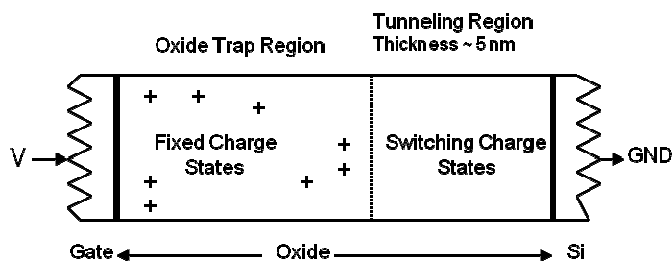 Oxide Trap Region
Tunneling Region
Thickness ~ 5 nm
+ + +
Fixed Charge
States
+
+
+
+
+
Switching Charge
States
V
GND
Gate
Oxide
Si